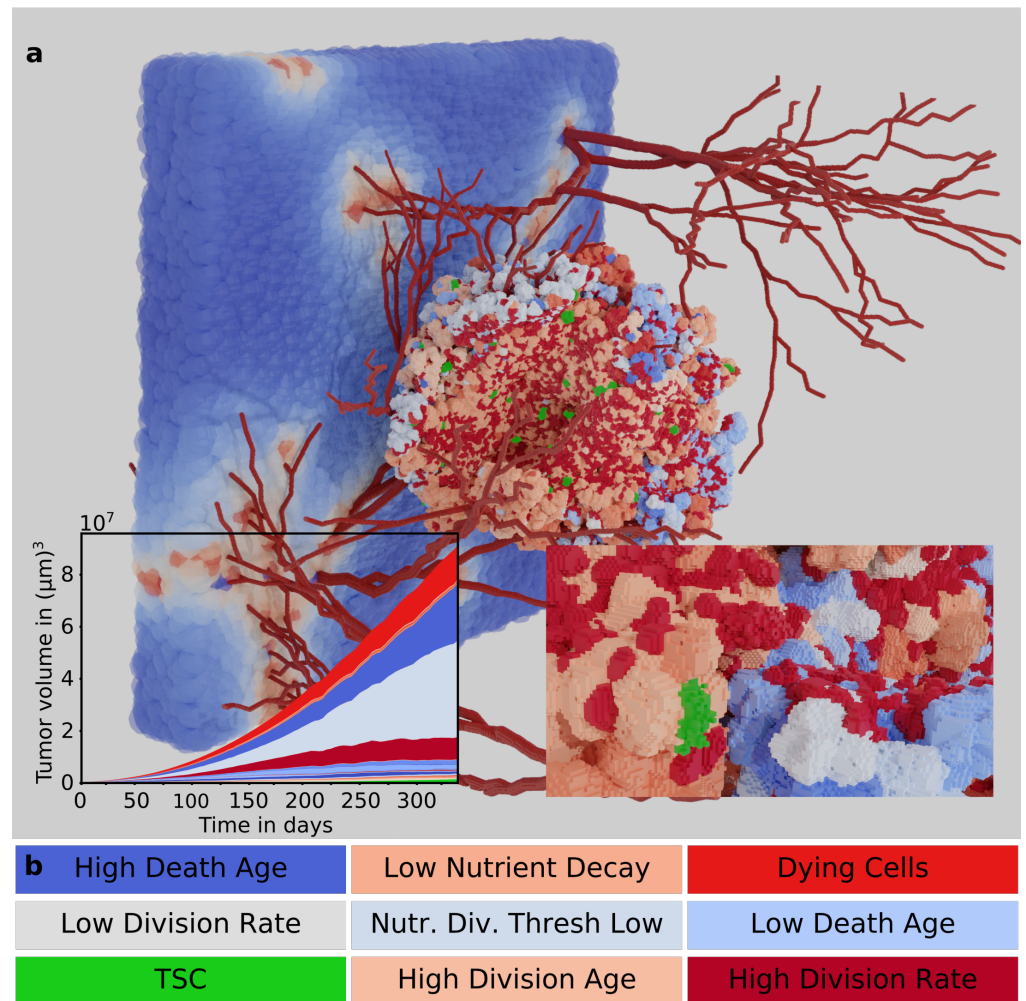 a
10⁷
Tumor volume in (μm)³
8
6
4
2
0
0 50 100 150 200 250 300
Time in days
b
High Death Age Low Nutrient Decay Dying Cells
Low Division Rate Nutr. Div. Thresh Low Low Death Age
TSC High Division Age High Division Rate